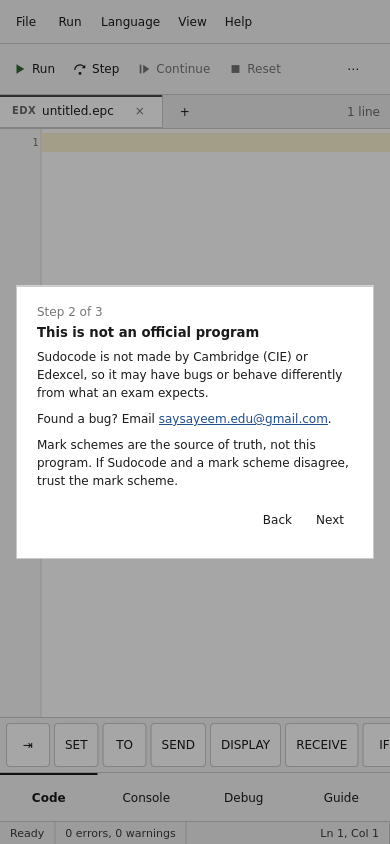 File Run Language View Help
Run Step Continue Reset ...
EDX untitled.epc × + 1 line
1
Step 2 of 3
This is not an official program
Sudocode is not made by Cambridge (CIE) or
Edexcel, so it may have bugs or behave differently
from what an exam expects.
Found a bug? Email saysayeem.edu@gmail.com.
Mark schemes are the source of truth, not this
program. If Sudocode and a mark scheme disagree,
trust the mark scheme.
Back Next
⇥ SET TO SEND DISPLAY RECEIVE IF
Code Console Debug Guide
Ready 0 errors, 0 warnings Ln 1, Col 1